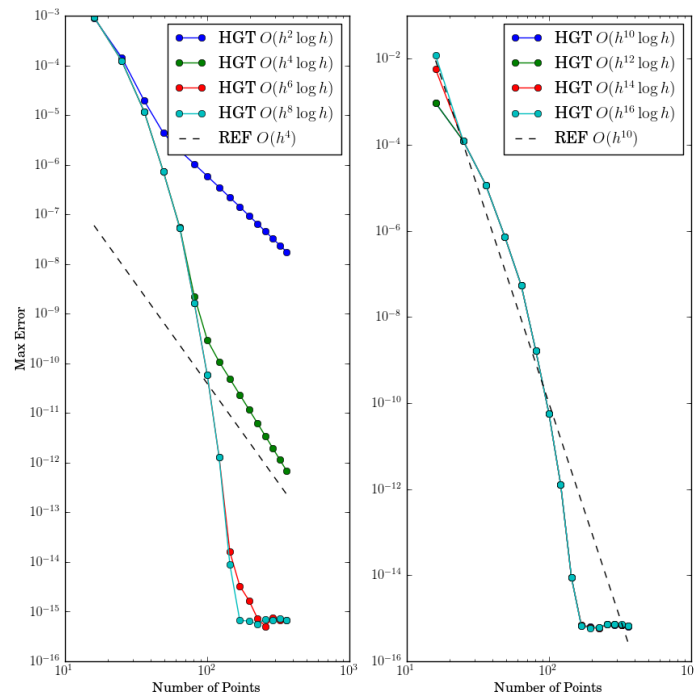 Max Error
10^{-3}
10^{-4}
10^{-5}
10^{-6}
10^{-7}
10^{-8}
10^{-9}
10^{-10}
10^{-11}
10^{-12}
10^{-13}
10^{-14}
10^{-15}
10^{-16}
HGT O(h^2 log h)
HGT O(h^4 log h)
HGT O(h^6 log h)
HGT O(h^8 log h)
REF O(h^4)
10^1
10^2
10^3
Number of Points
10^{-2}
10^{-4}
10^{-6}
10^{-8}
10^{-10}
10^{-12}
10^{-14}
10^{-16}
HGT O(h^{10} log h)
HGT O(h^{12} log h)
HGT O(h^{14} log h)
HGT O(h^{16} log h)
REF O(h^{10})
10^1
10^2
Number of Points